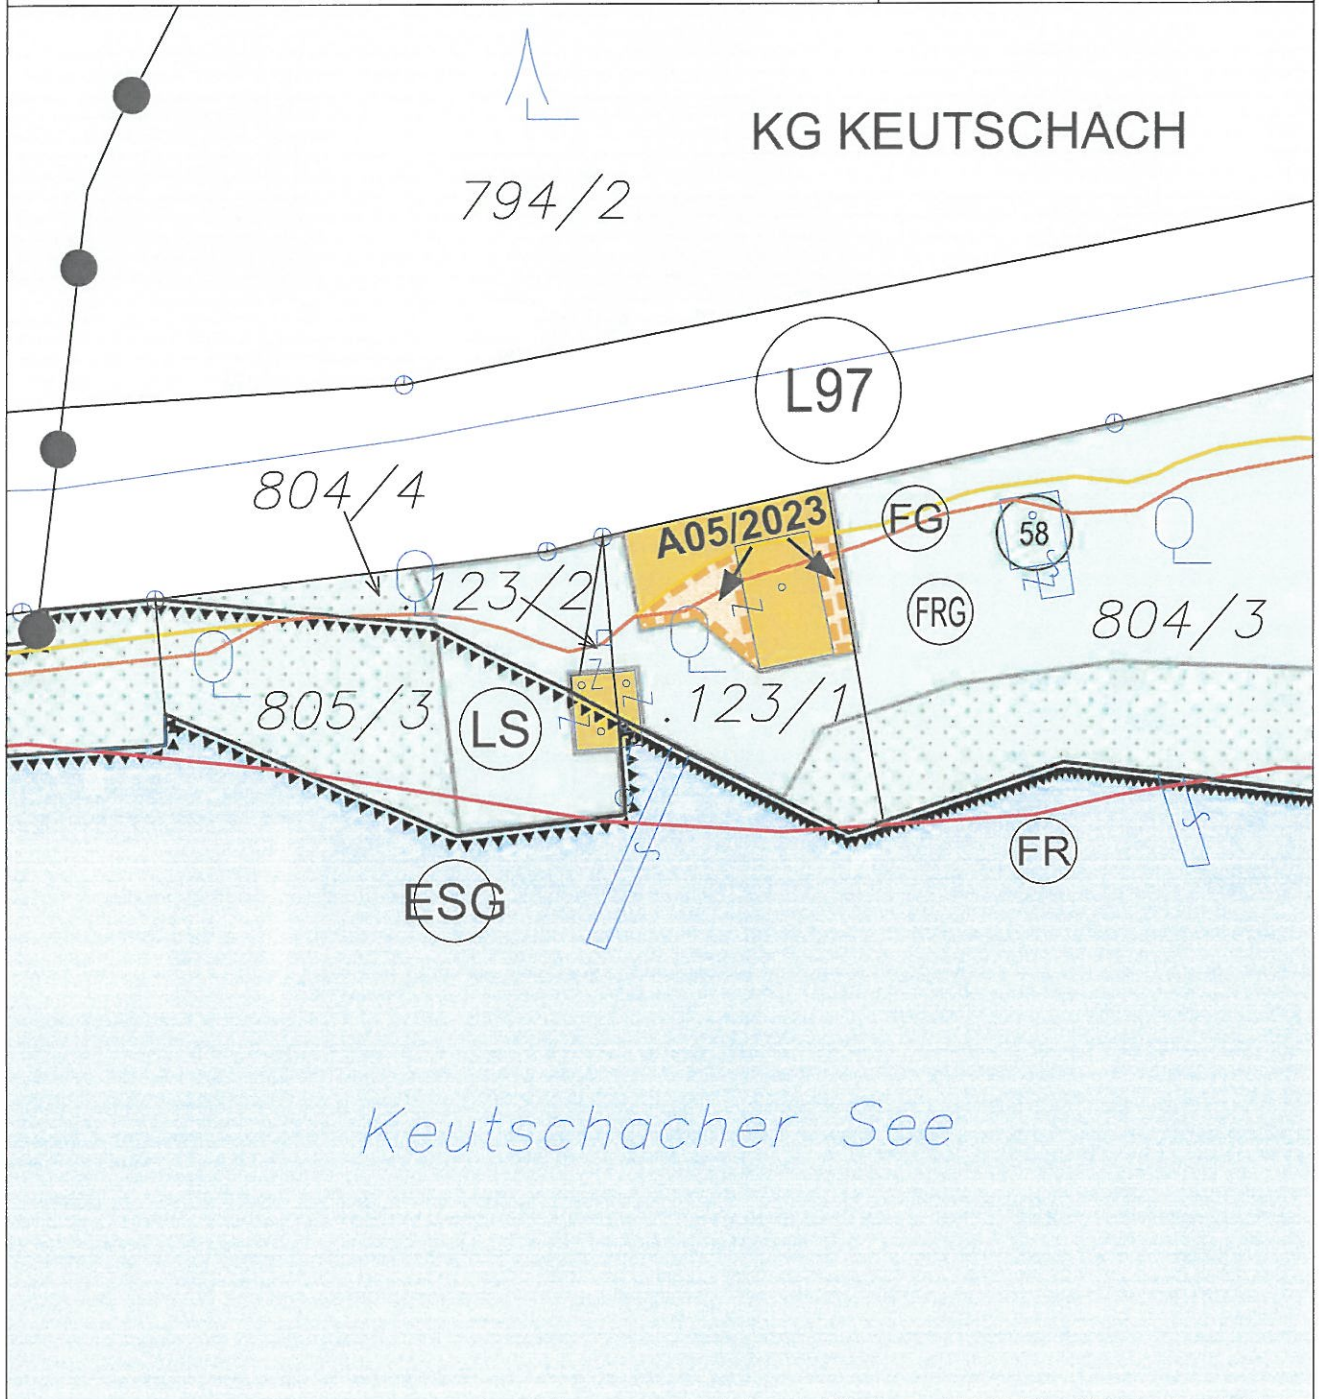 KG KEUTSCHACH
794/2
L97
804/4
A05/2023
FG
58
.123/2
FRG
804/3
805/3
LS
.123/1
FR
ESG
Keutschacher See